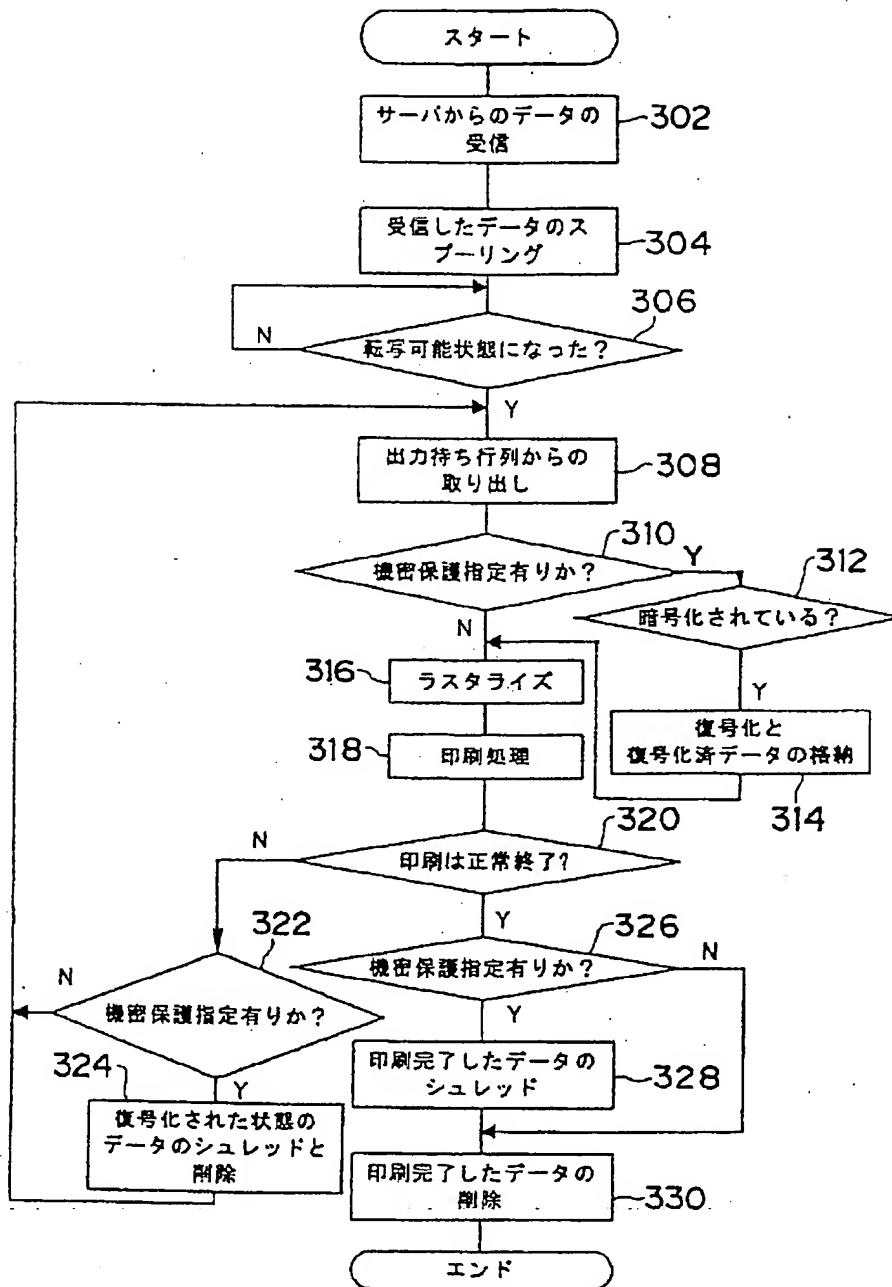 スタート
サーバからのデータの
受信
302
受信したデータのス
プーリング
304
306
転写可能状態になった?
N
Y
出力待ち行列からの
取り出し
308
310
機密保護指定有りか?
Y
312
暗号化されている?
N
316
ラスタライズ
Y
復号化と
復号化済データの格納
314
318
印刷処理
320
印刷は正常終了?
N
Y
322
機密保護指定有りか?
N
326
機密保護指定有りか?
N
Y
324
Y
復号化された状態の
データのシュレッドと
削除
印刷完了したデータの
シュレッド
328
印刷完了したデータの
削除
330
エンド